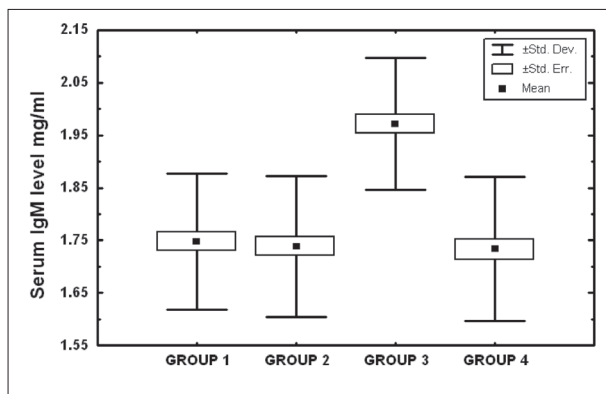 Serum IgM level mg/ml
2.15
2.05
1.95
1.85
1.75
1.65
1.55
GROUP 1 GROUP 2 GROUP 3 GROUP 4
±Std. Dev.
±Std. Err.
Mean